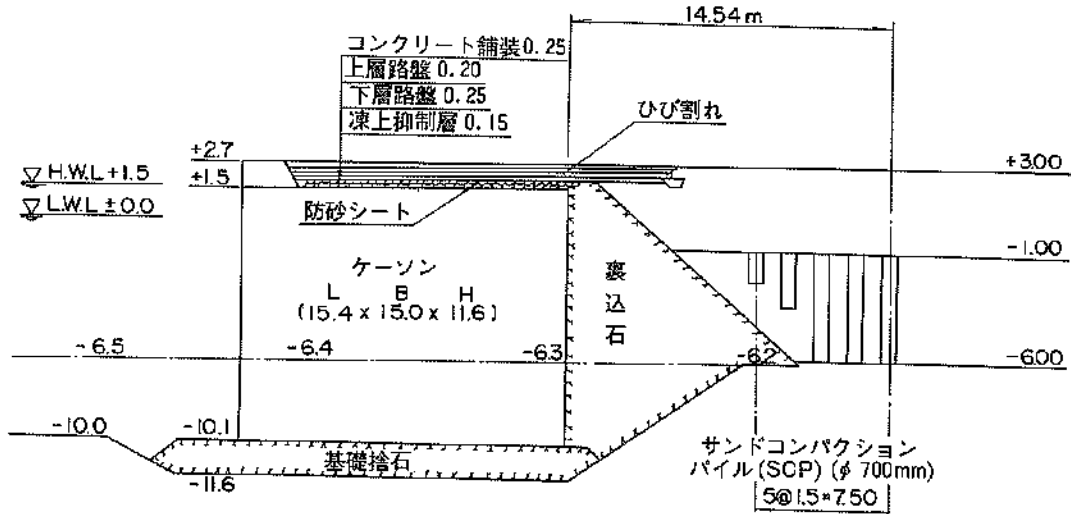 14.54m
コンクリート舗装0.25
上層路盤 0.20
下層路盤 0.25
凍上抑制層 0.15
ひび割れ
+2.7
+3.00
H.W.L+1.5
+1.5
L.W.L ±0.0
防砂シート
-1.00
ケーソン
L B H
(15.4 x 15.0 x 11.6)
裏込石
-6.5
-6.4
-6.3
-6.2
-6.00
-10.0
-10.1
基礎捨石
-11.6
サンドコンパクション
パイル(SCP) (φ 700mm)
5@1.5=7.50